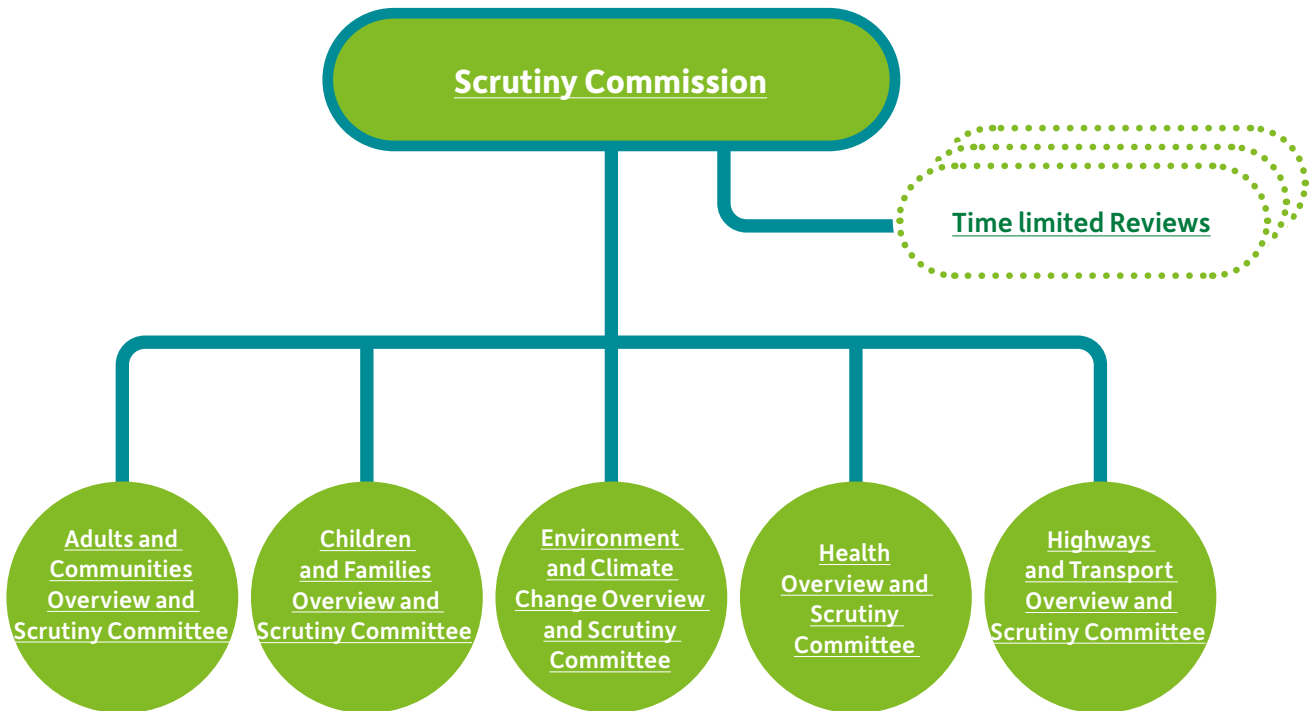 Scrutiny Commission
Time limited Reviews
Adults and
Communities
Overview and
Scrutiny Committee
Children
and Families
Overview and
Scrutiny Committee
Environment
and Climate
Change Overview
and Scrutiny
Committee
Health
Overview and
Scrutiny
Committee
Highways
and Transport
Overview and
Scrutiny Committee